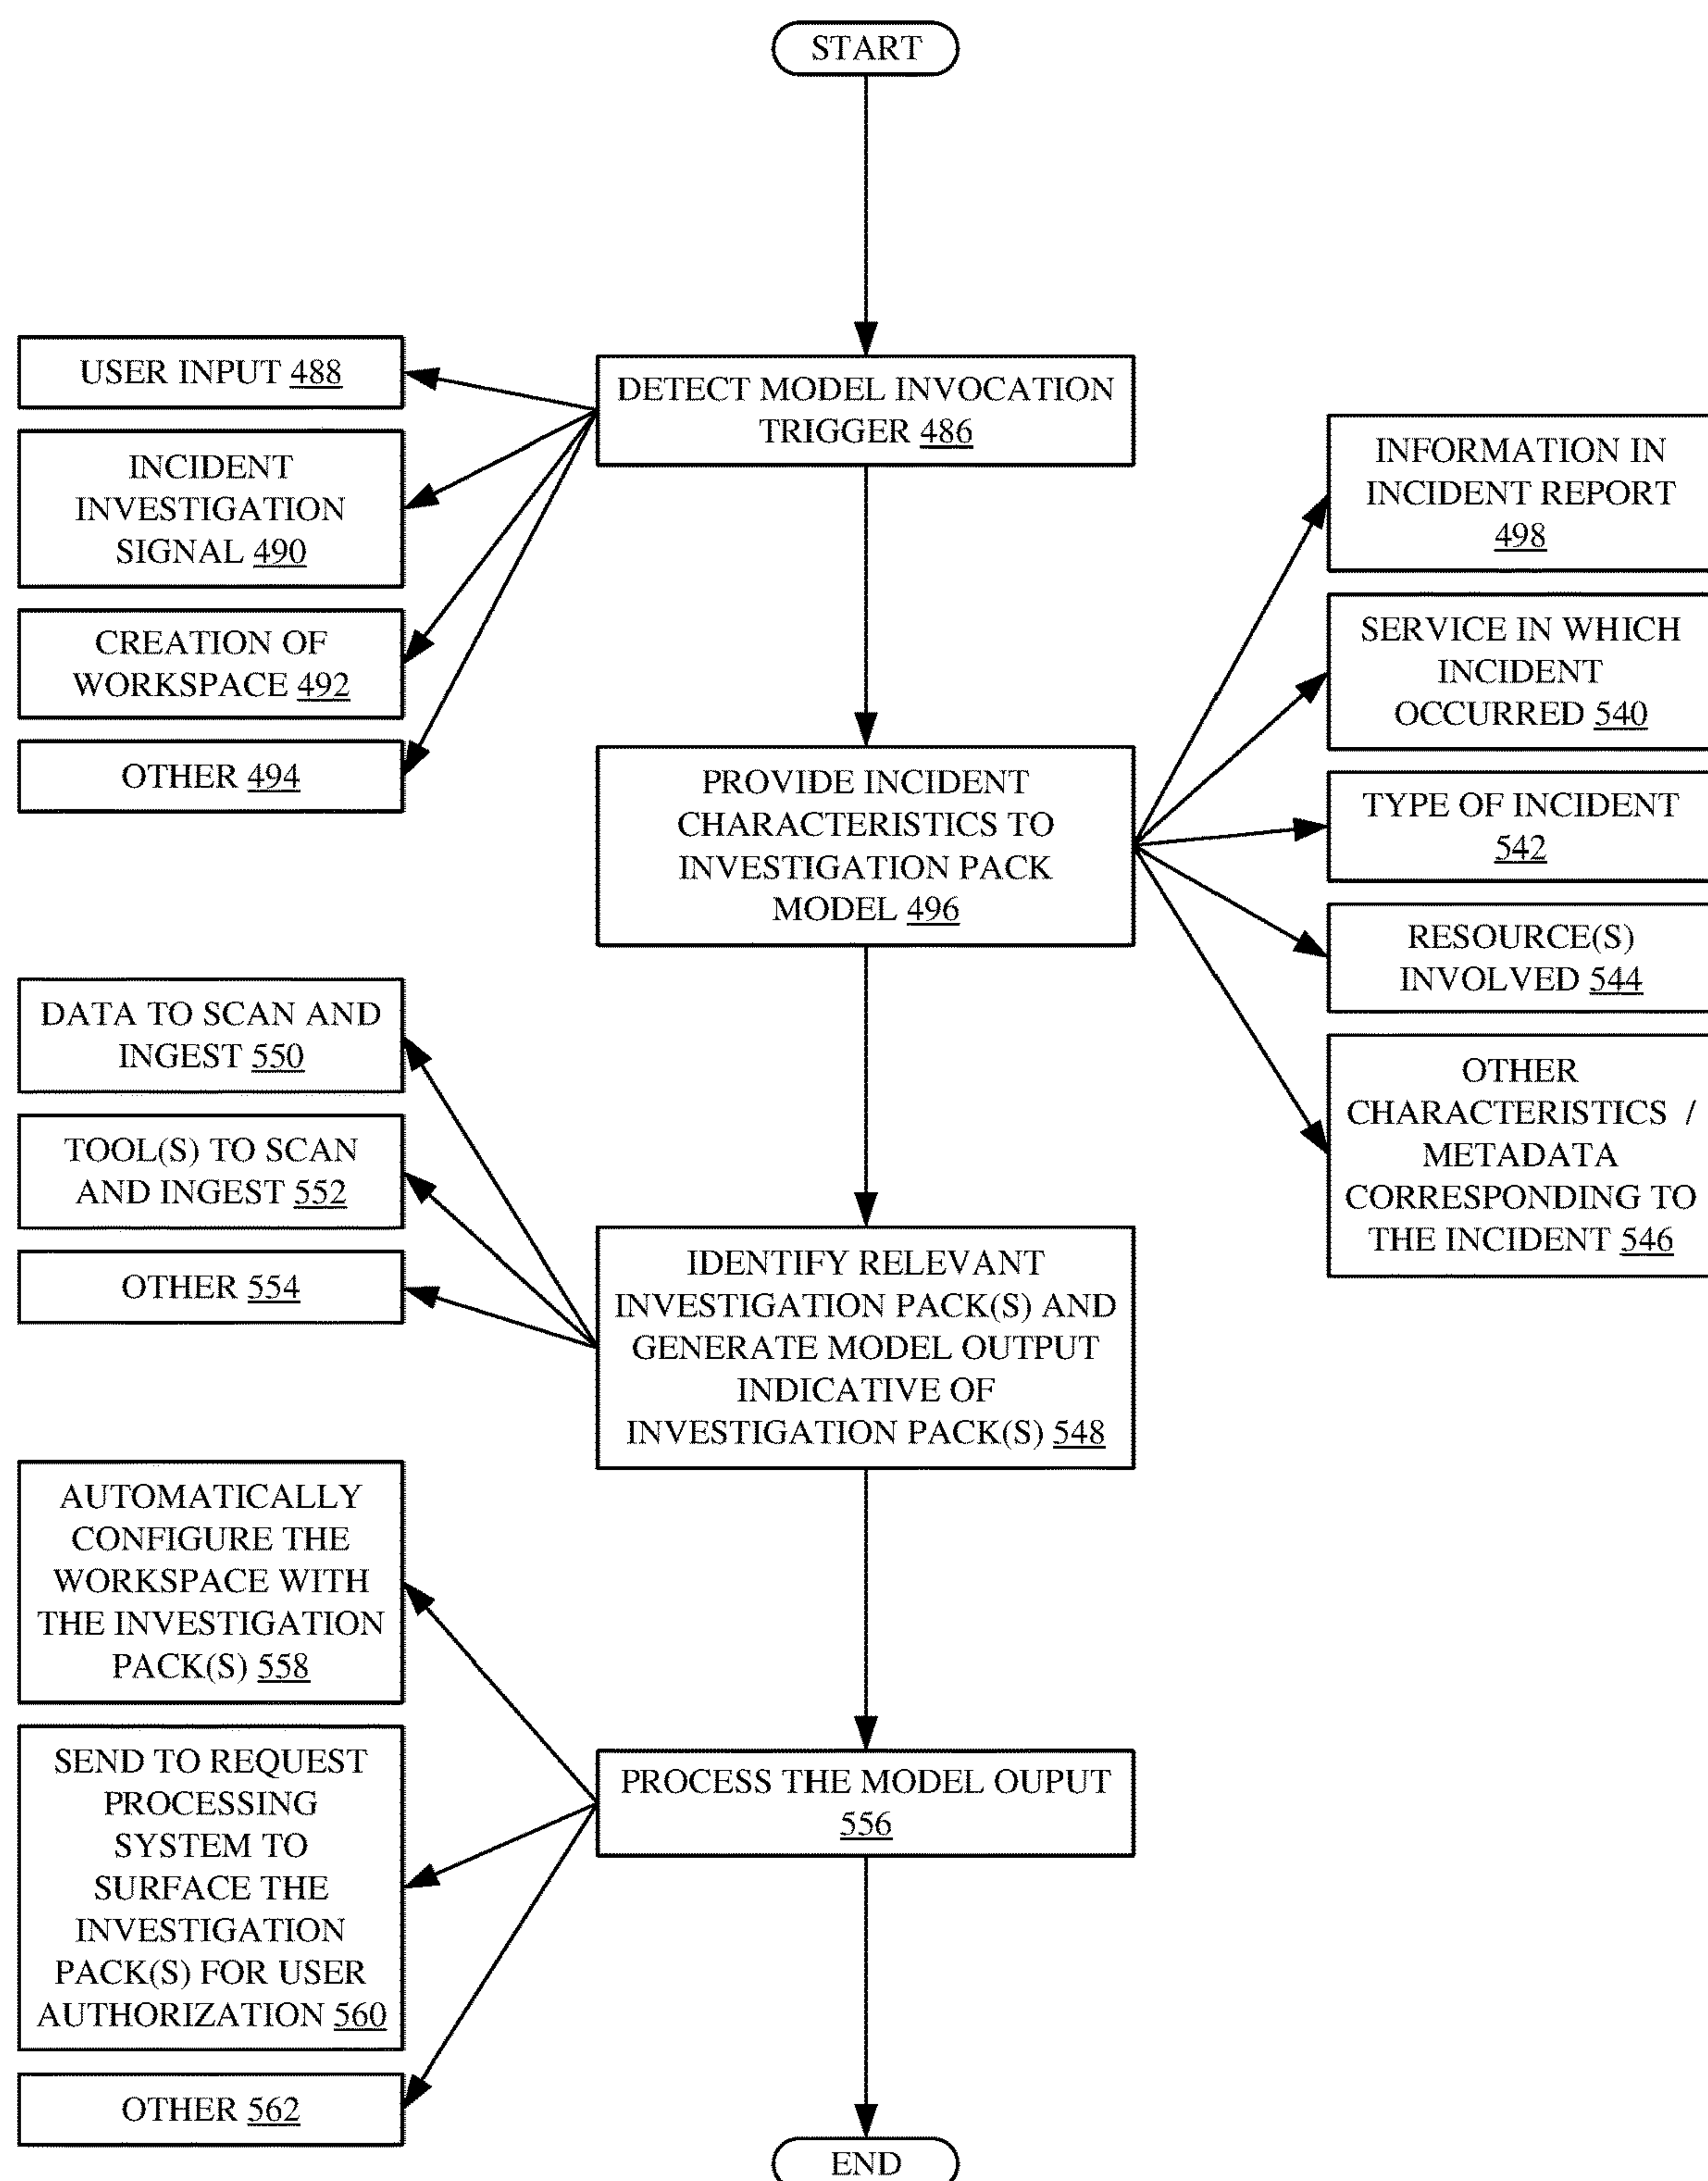 START
USER INPUT 488
INCIDENT
INVESTIGATION
SIGNAL 490
CREATION OF
WORKSPACE 492
OTHER 494
DETECT MODEL INVOCATION
TRIGGER 486
INFORMATION IN
INCIDENT REPORT
498
SERVICE IN WHICH
INCIDENT
OCCURRED 540
TYPE OF INCIDENT
542
RESOURCE(S)
INVOLVED 544
OTHER
CHARACTERISTICS /
METADATA
CORRESPONDING TO
THE INCIDENT 546
PROVIDE INCIDENT
CHARACTERISTICS TO
INVESTIGATION PACK
MODEL 496
DATA TO SCAN AND
INGEST 550
TOOL(S) TO SCAN
AND INGEST 552
OTHER 554
IDENTIFY RELEVANT
INVESTIGATION PACK(S) AND
GENERATE MODEL OUTPUT
INDICATIVE OF
INVESTIGATION PACK(S) 548
AUTOMATICALLY
CONFIGURE THE
WORKSPACE WITH
THE INVESTIGATION
PACK(S) 558
SEND TO REQUEST
PROCESSING
SYSTEM TO
SURFACE THE
INVESTIGATION
PACK(S) FOR USER
AUTHORIZATION 560
OTHER 562
PROCESS THE MODEL OUPUT
556
END